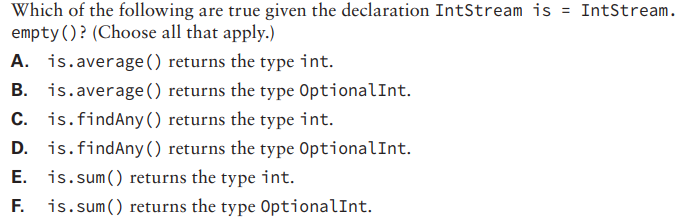 Which of the following are true given the declaration IntStream is = IntStream.
empty()? (Choose all that apply.)
A. is.average() returns the type int.
B. is.average() returns the type OptionalInt.
C. is.findAny() returns the type int.
D. is.findAny() returns the type OptionalInt.
E. is.sum() returns the type int.
F. is.sum() returns the type OptionalInt.